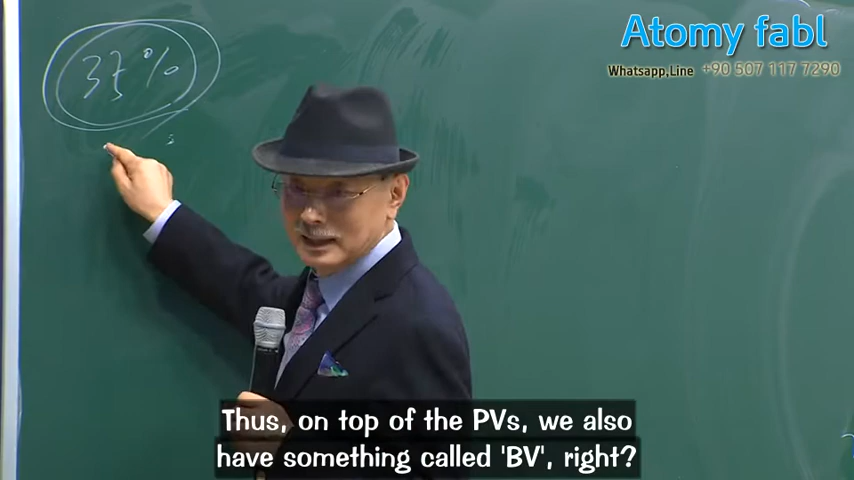 35%
Atomy fabl
Whatsapp,Line +90 507 117 7290
Thus, on top of the PVs, we also
have something called 'BV', right?